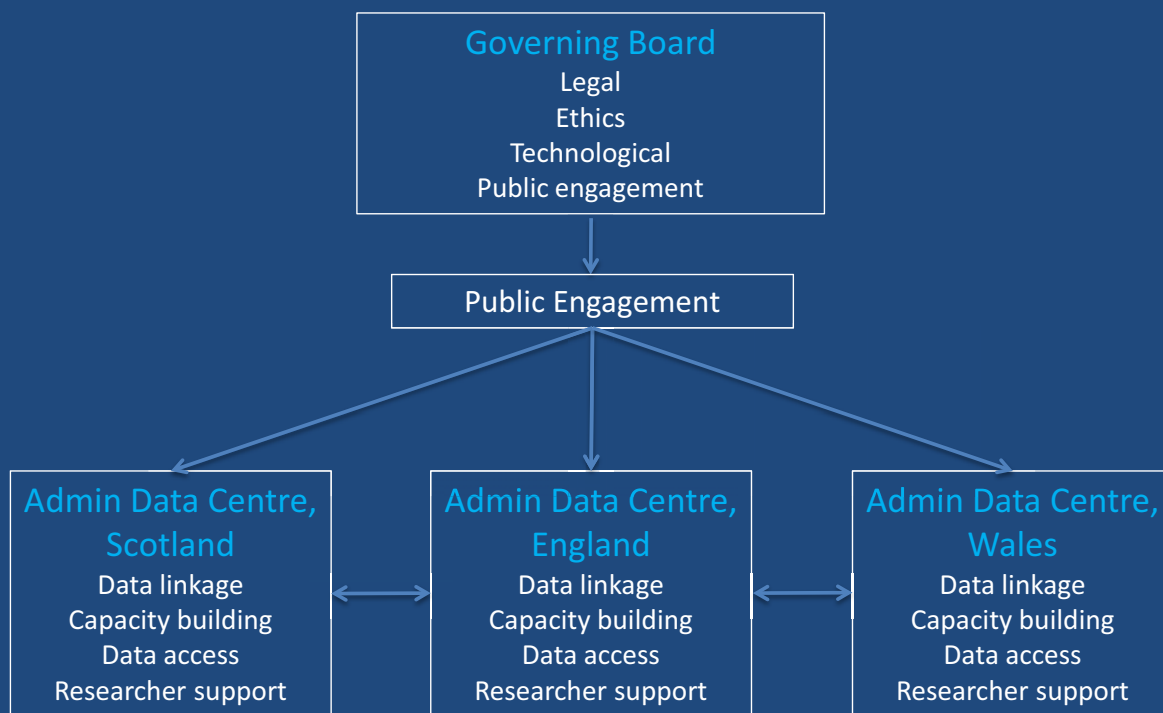 Governing Board
Legal
Ethics
Technological
Public engagement
Public Engagement
Admin Data Centre,
Scotland
Data linkage
Capacity building
Data access
Researcher support
Admin Data Centre,
England
Data linkage
Capacity building
Data access
Researcher support
Admin Data Centre,
Wales
Data linkage
Capacity building
Data access
Researcher support